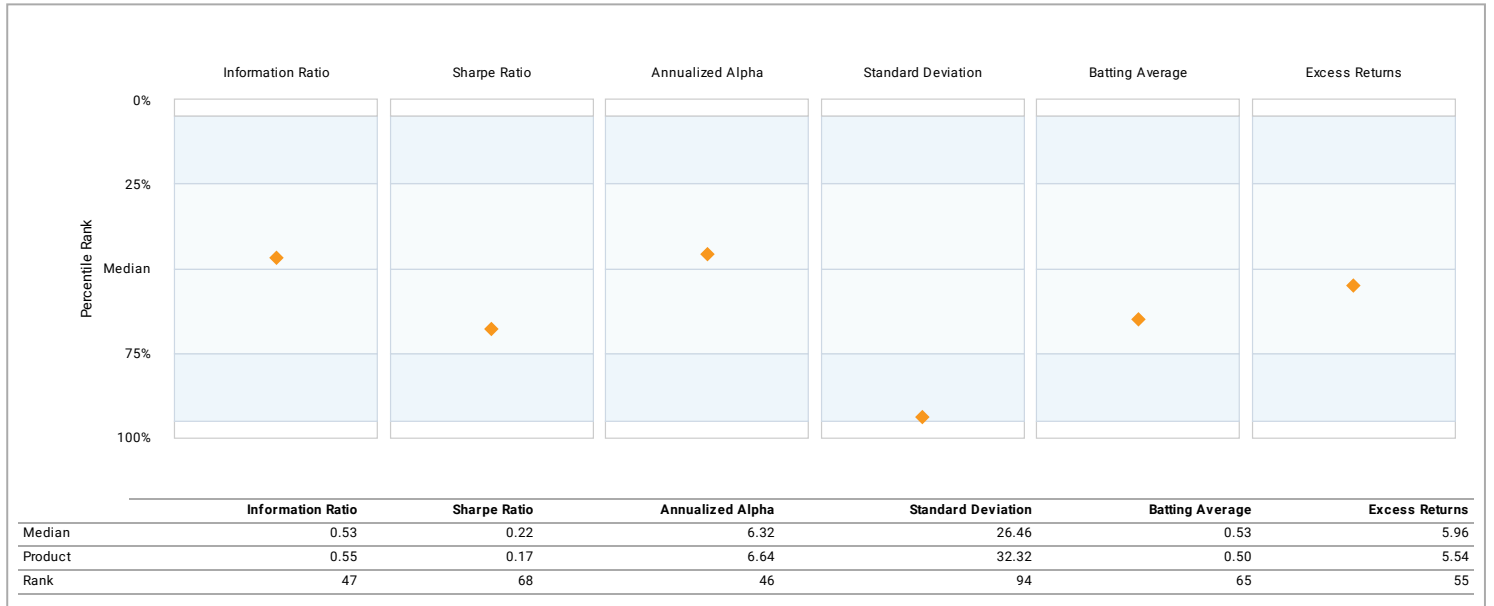 Information Ratio Sharpe Ratio Annualized Alpha Standard Deviation Batting Average Excess Returns
0%
25%
Percentile Rank
Median
75%
100%
Information Ratio Sharpe Ratio Annualized Alpha Standard Deviation Batting Average Excess Returns
Median 0.53 0.22 6.32 26.46 0.53 5.96
Product 0.55 0.17 6.64 32.32 0.50 5.54
Rank 47 68 46 94 65 55